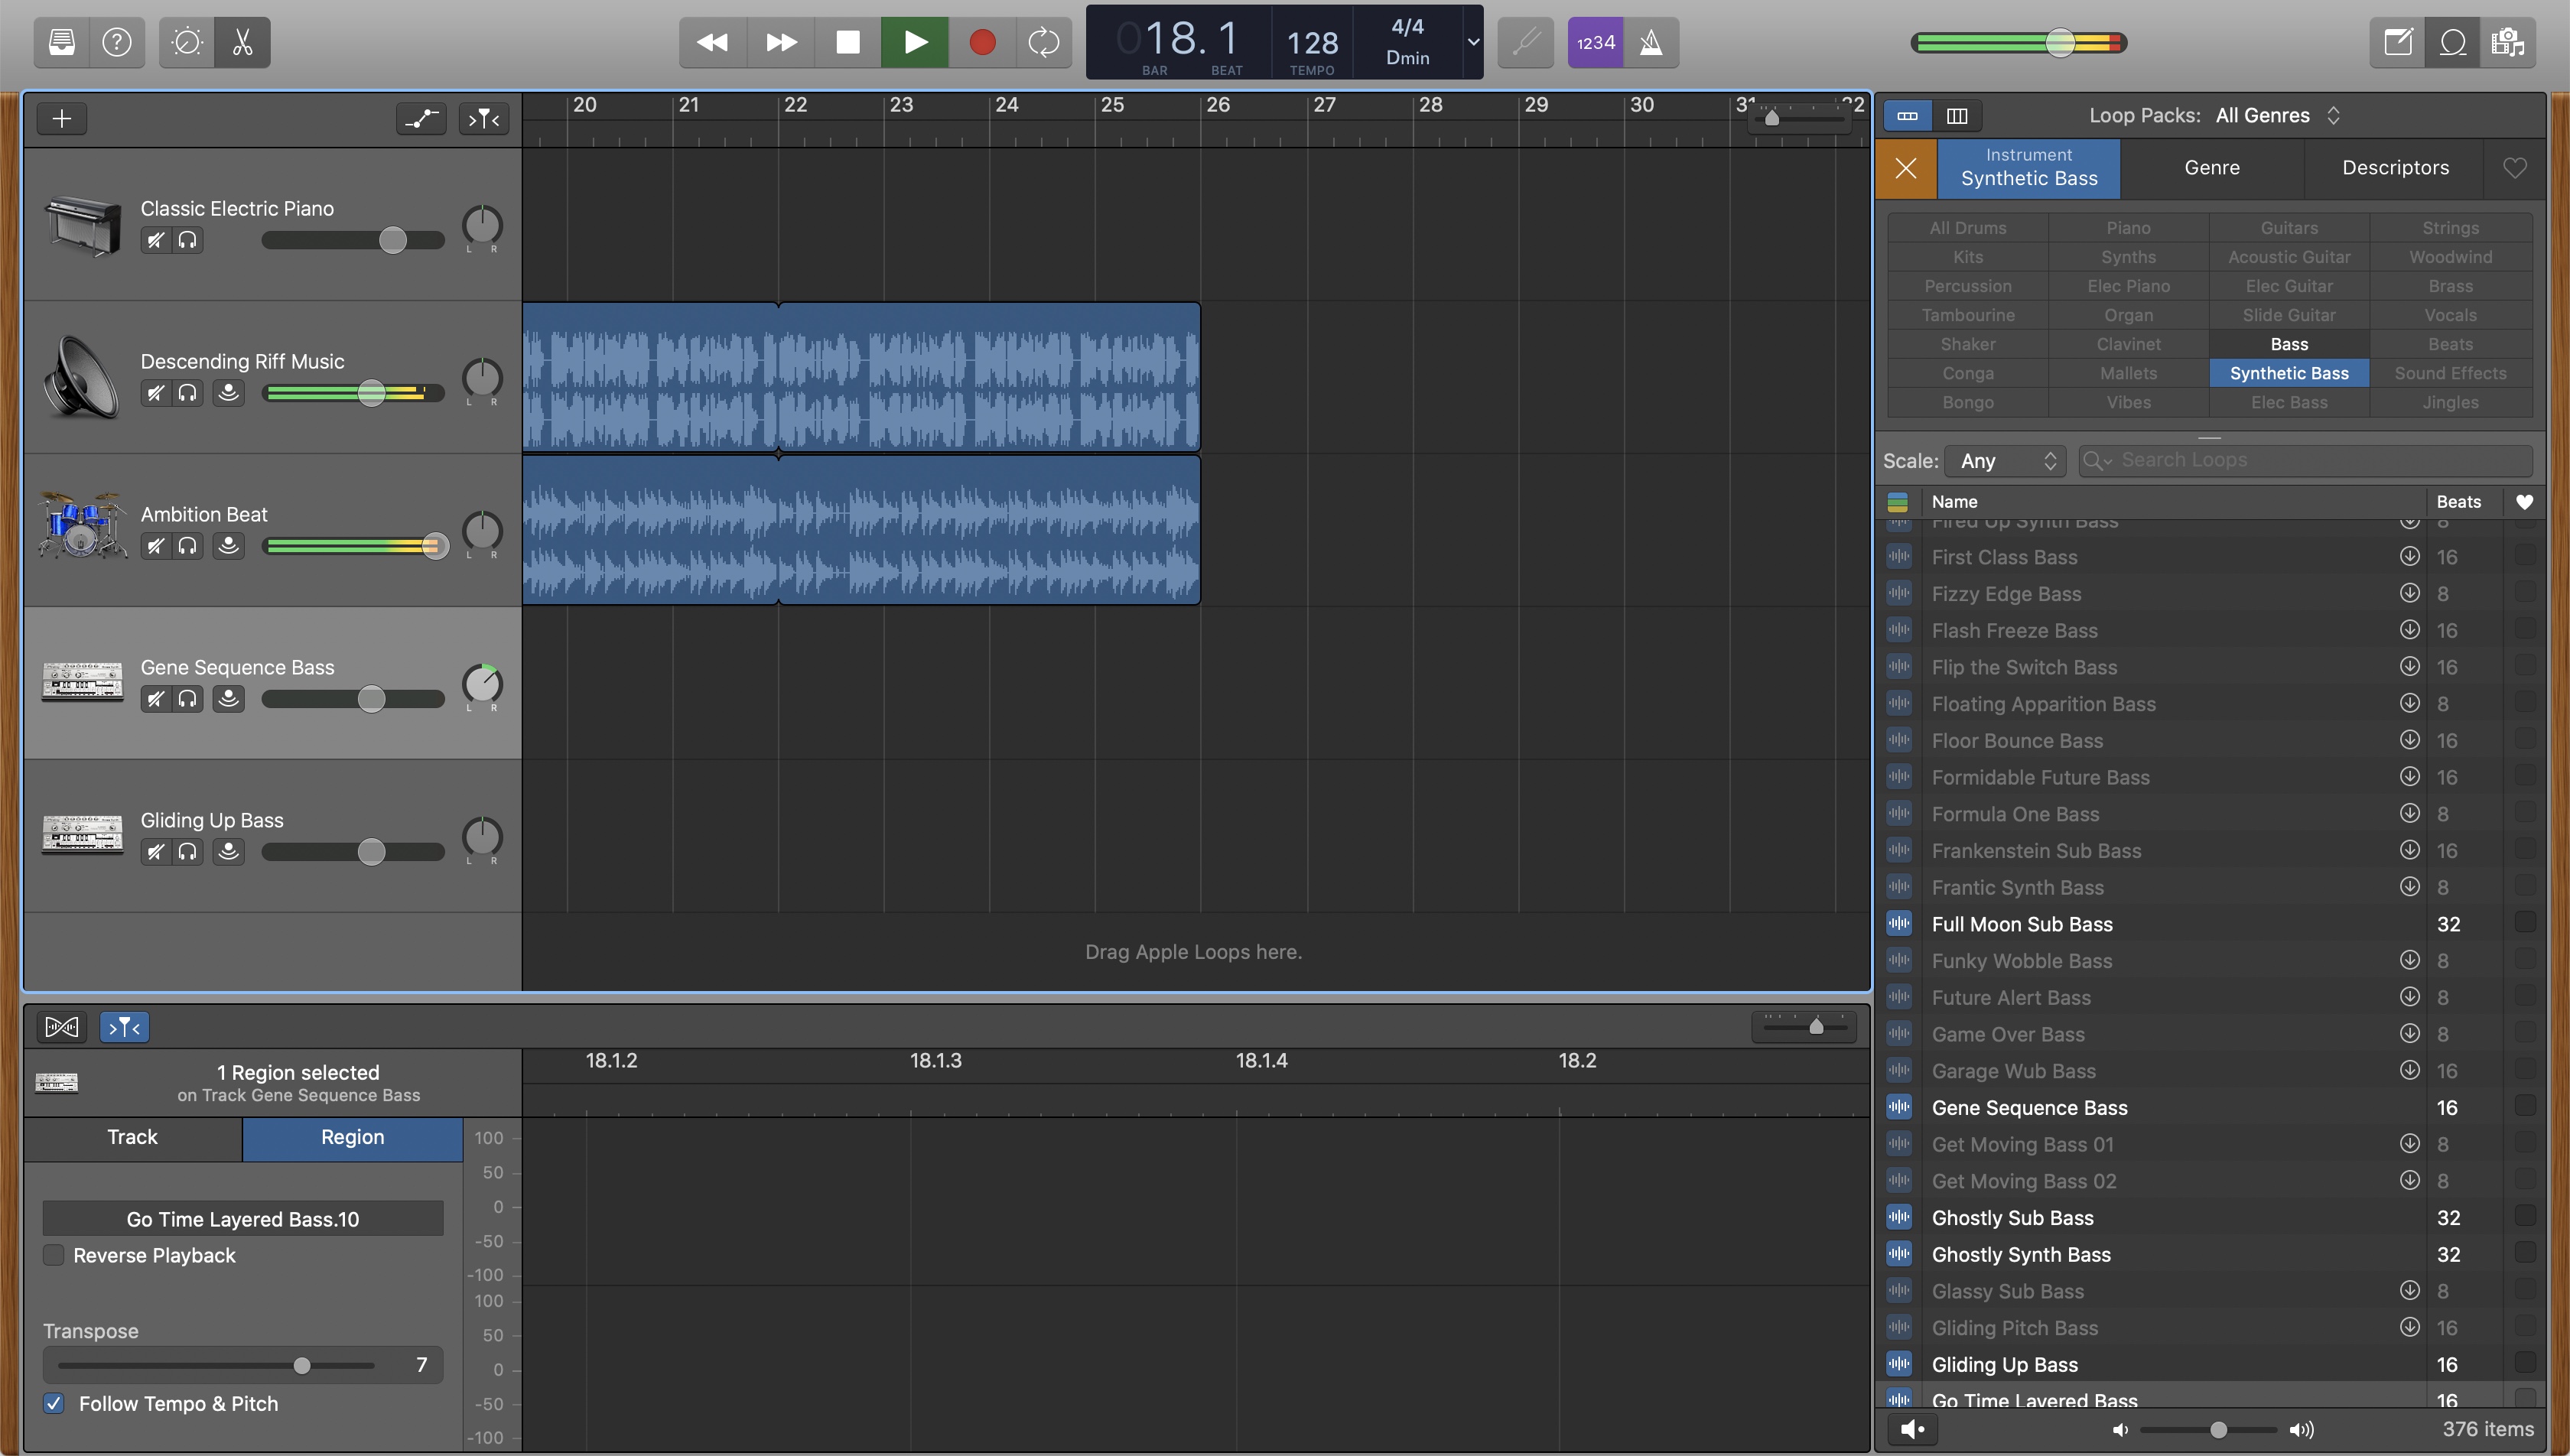 018. 1
BAR BEAT
128
TEMPO
4/4
Dmin
1234
20 21 22 23 24 25 26 27 28 29 30 31 32
Classic Electric Piano
L R
Descending Riff Music
L R
Ambition Beat
L R
Gene Sequence Bass
L R
Gliding Up Bass
L R
Drag Apple Loops here.
1 Region selected
on Track Gene Sequence Bass
Track Region
Go Time Layered Bass.10
Reverse Playback
Transpose
7
Follow Tempo & Pitch
18.1.2 18.1.3 18.1.4 18.2
100
50
0
-50
-100
100
50
0
-50
-100
Loop Packs: All Genres
Instrument
Synthetic Bass
Genre
Descriptors
All Drums Piano Guitars Strings
Kits Synths Acoustic Guitar Woodwind
Percussion Elec Piano Elec Guitar Brass
Tambourine Organ Slide Guitar Vocals
Shaker Clavinet Bass Beats
Conga Mallets Synthetic Bass Sound Effects
Bongo Vibes Elec Bass Jingles
Scale: Any Search Loops
Name Beats
Fired Up Synth Bass 8
First Class Bass 16
Fizzy Edge Bass 8
Flash Freeze Bass 16
Flip the Switch Bass 16
Floating Apparition Bass 8
Floor Bounce Bass 16
Formidable Future Bass 16
Formula One Bass 8
Frankenstein Sub Bass 16
Frantic Synth Bass 8
Full Moon Sub Bass 32
Funky Wobble Bass 8
Future Alert Bass 8
Game Over Bass 8
Garage Wub Bass 16
Gene Sequence Bass 16
Get Moving Bass 01 8
Get Moving Bass 02 8
Ghostly Sub Bass 32
Ghostly Synth Bass 32
Glassy Sub Bass 8
Gliding Pitch Bass 16
Gliding Up Bass 16
Go Time Layered Bass 16
376 items